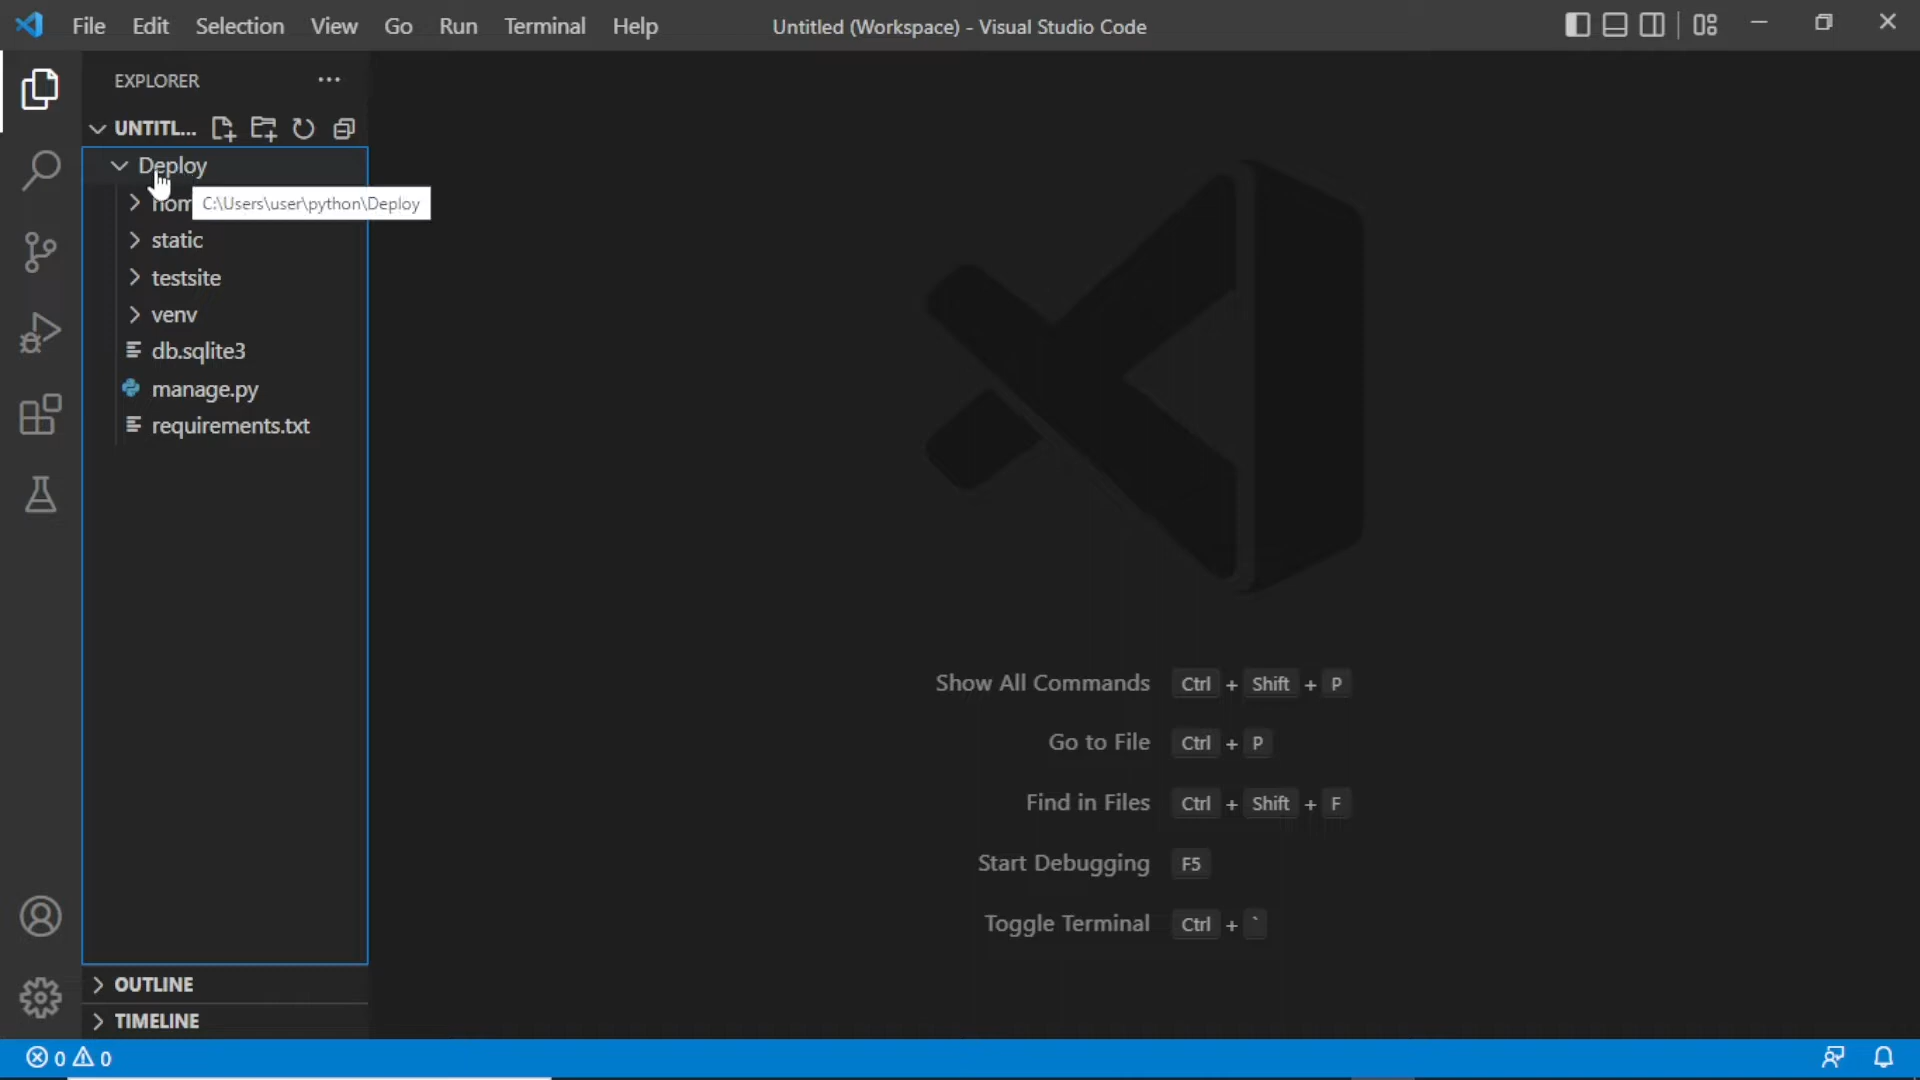 File Edit Selection View Go Run Terminal Help
Untitled (Workspace) - Visual Studio Code
EXPLORER
UNTITL...
Deploy
C:\Users\user\python\Deploy
static
testsite
venv
db.sqlite3
manage.py
requirements.txt
Show All Commands Ctrl + Shift + P
Go to File Ctrl + P
Find in Files Ctrl + Shift + F
Start Debugging F5
Toggle Terminal Ctrl + `
OUTLINE
TIMELINE
0 0